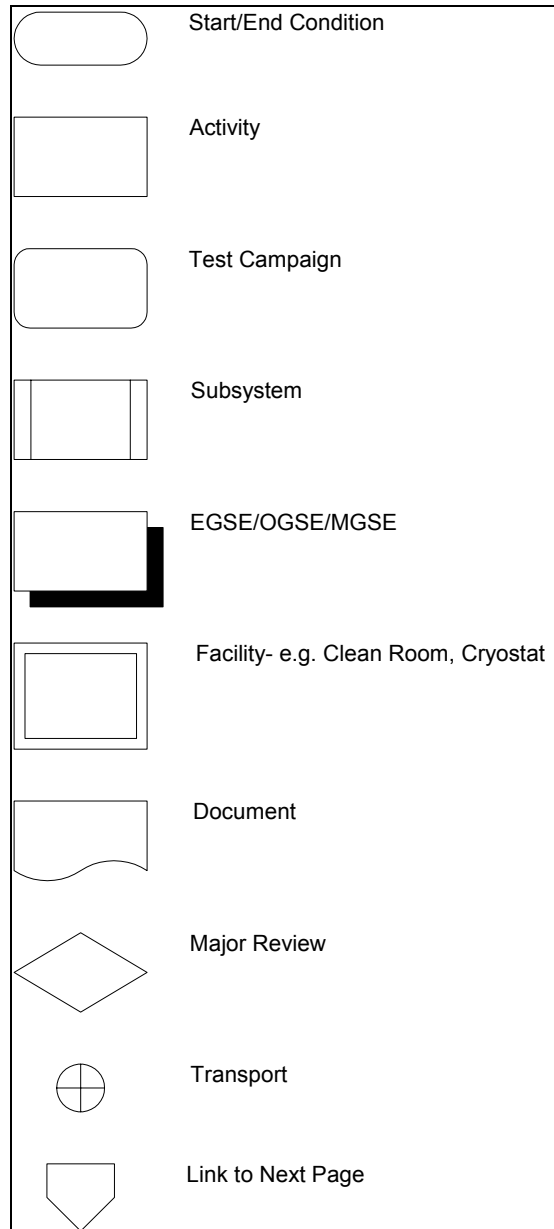 Start/End Condition
Activity
Test Campaign
Subsystem
EGSE/OGSE/MGSE
Facility- e.g. Clean Room, Cryostat
Document
Major Review
Transport
Link to Next Page